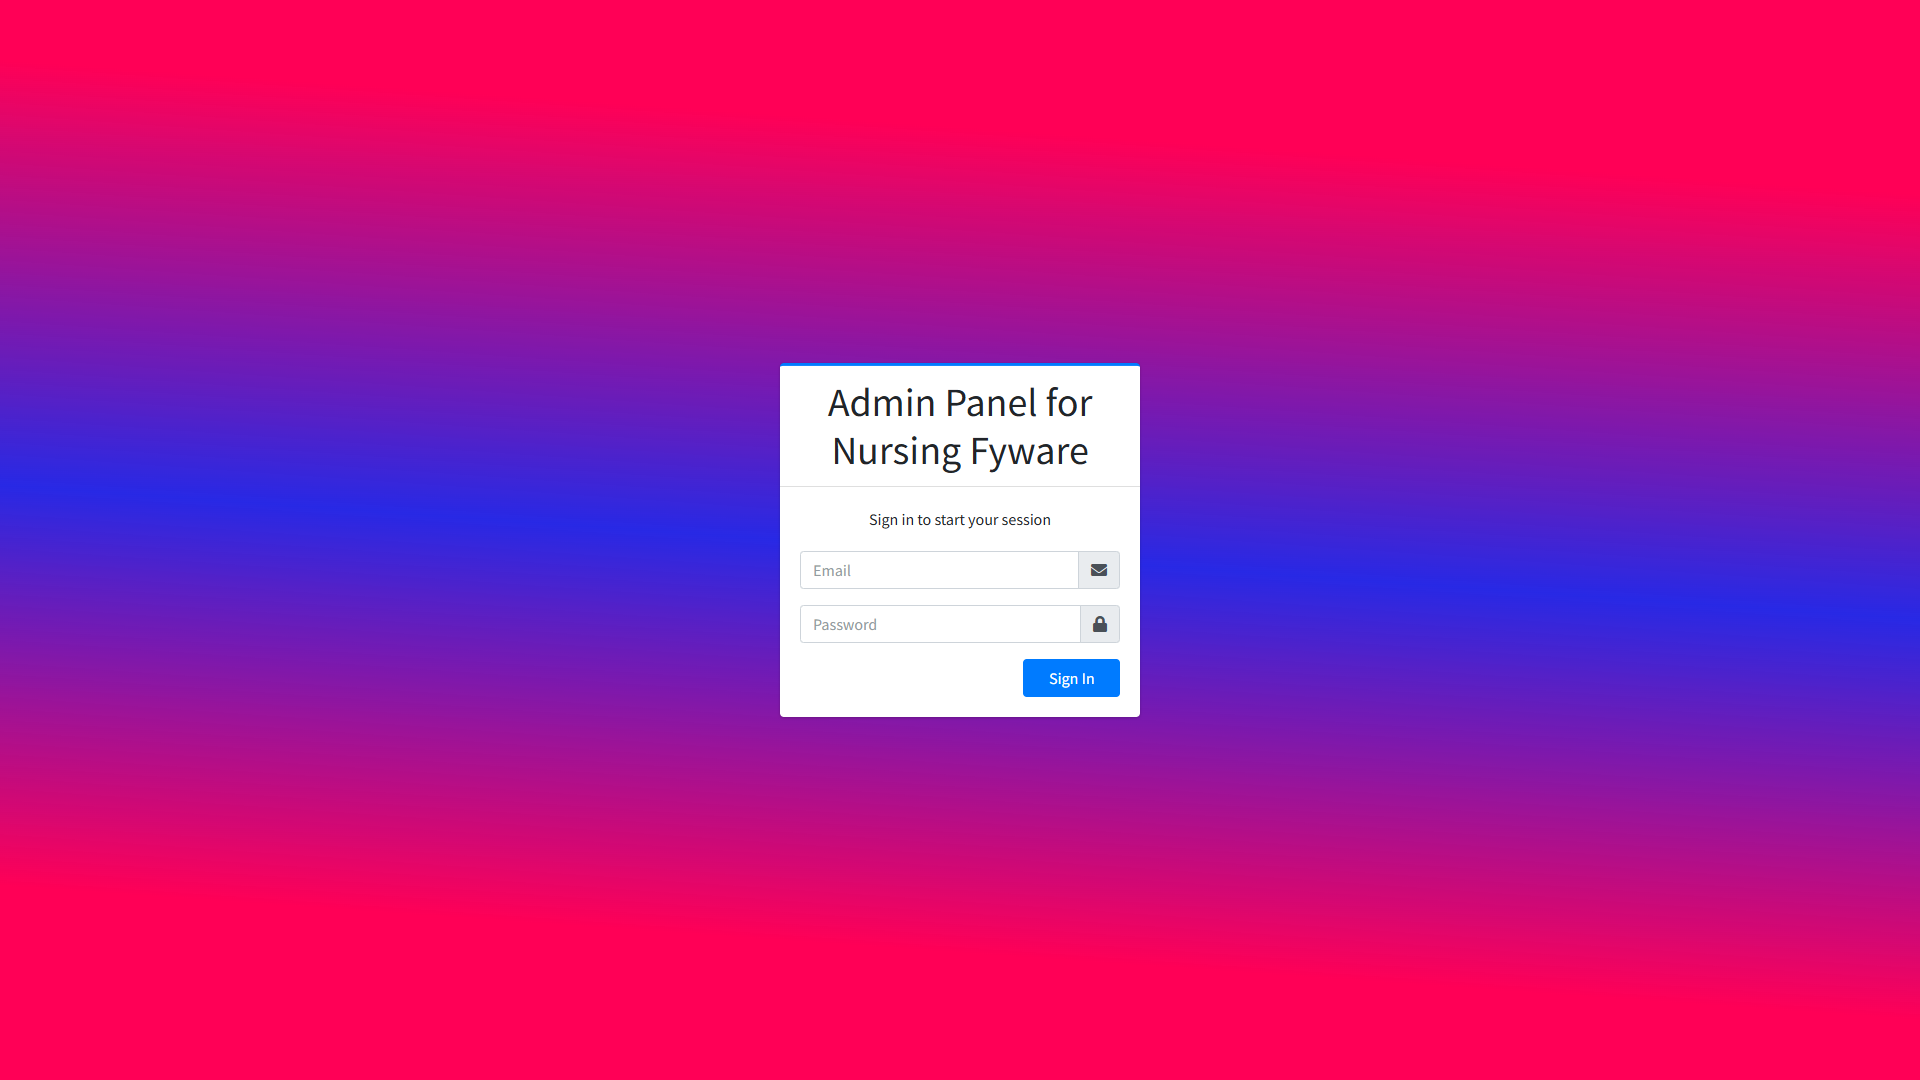 Admin Panel for
Nursing Fyware
Sign in to start your session
Email
Password
Sign In